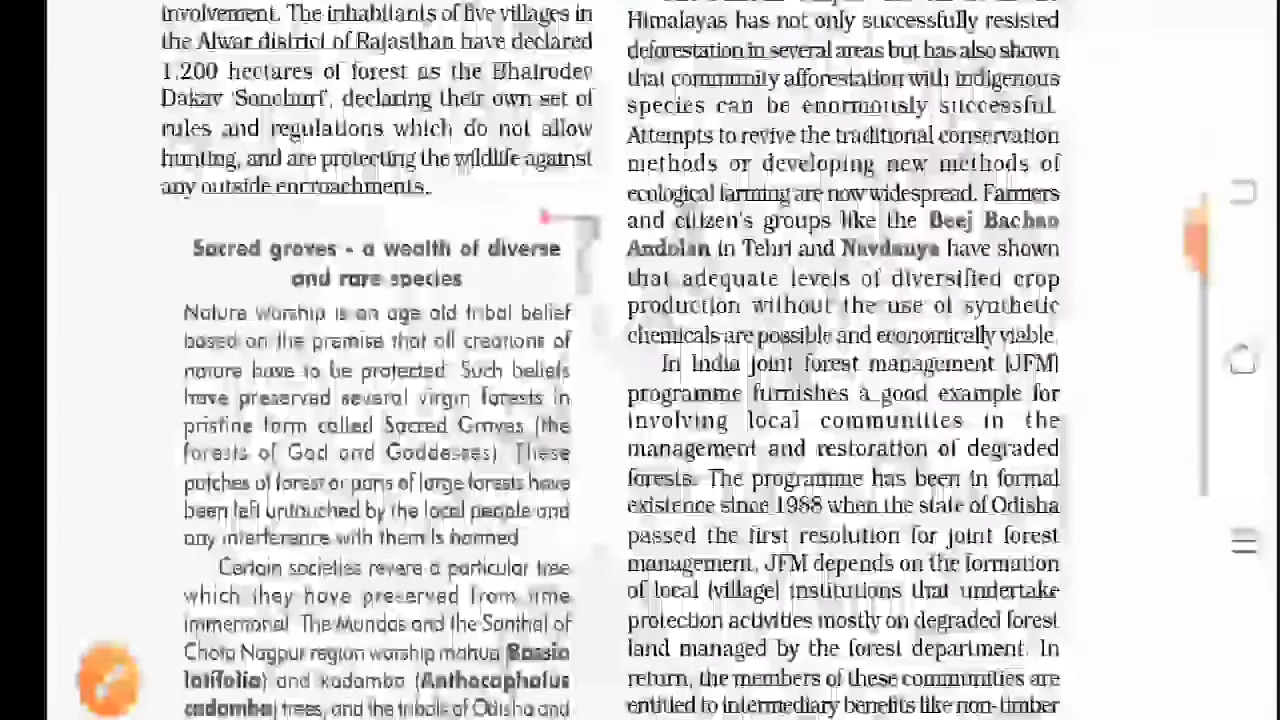 involvement. The inhabitants of five villages in
the Alwar district of Rajasthan have declared
1,200 hectares of forest as the Bhairodev
Dakav 'Sonchuri', declaring their own set of
rules and regulations which do not allow
hunting, and are protecting the wildlife against
any outside encroachments.
Sacred groves - a wealth of diverse
and rare species
Nature worship is an age old tribal belief
based on the premise that all creations of
nature have to be protected. Such beliefs
have preserved several virgin forests in
pristine form called Sacred Groves (the
forests of God and Goddesses). These
patches of forest or parts of large forests have
been left untouched by the local people and
any interference with them is banned.
Certain societies revere a particular tree
which they have preserved from time
immemorial. The Mundas and the Santhal of
Chota Nagpur region worship mahua (Bassia
latifolia) and kadamba (Anthocaphalus
cadamba) trees, and the tribals of Odisha and
Himalayas has not only successfully resisted
deforestation in several areas but has also shown
that community afforestation with indigenous
species can be enormously successful.
Attempts to revive the traditional conservation
methods or developing new methods of
ecological farming are now widespread. Farmers
and citizen's groups like the Beej Bachao
Andolan in Tehri and Navdanya have shown
that adequate levels of diversified crop
production without the use of synthetic
chemicals are possible and economically viable.
In India joint forest management (JFM)
programme furnishes a good example for
involving local communities in the
management and restoration of degraded
forests. The programme has been in formal
existence since 1988 when the state of Odisha
passed the first resolution for joint forest
management. JFM depends on the formation
of local (village) institutions that undertake
protection activities mostly on degraded forest
land managed by the forest department. In
return, the members of these communities are
entitled to intermediary benefits like non-timber